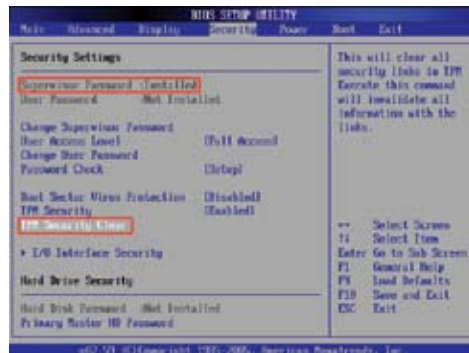 BIOS SETUP UTILITY
Main Advanced Display Security Power Boot Exit
Security Settings
Supervisor Password :Installed
User Password :Not Installed
Change Supervisor Password
User Access Level [Full Access]
Change User Password
Password Check [Setup]
Boot Sector Virus Protection [Disabled]
TPM Security [Enabled]
TPM Security Clear
I/O Interface Security
Hard Drive Security
Hard Disk Password :Not Installed
Primary Master HD Password
This will clear all
security links in TPM
Execute this command
will invalidate all
information with the
links.
Select Screen
Select Item
Enter Go to Sub Screen
F1 General Help
F9 Load Defaults
F10 Save and Exit
ESC Exit
(C)Copyright 1985-2005, American Megatrends, Inc.